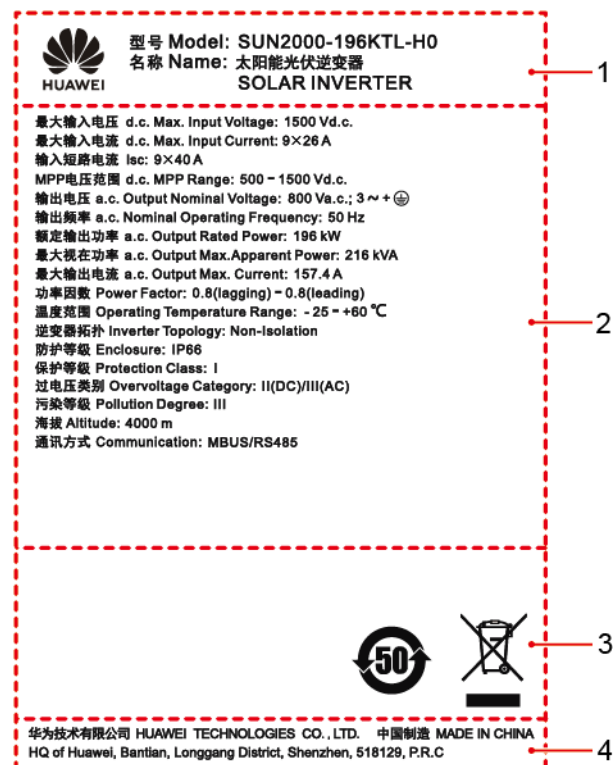 HUAWEI
型号 Model: SUN2000-196KTL-H0
名称 Name: 太阳能光伏逆变器
SOLAR INVERTER
1
最大输入电压 d.c. Max. Input Voltage: 1500 Vd.c.
最大输入电流 d.c. Max. Input Current: 9×26 A
输入短路电流 Isc: 9×40 A
MPP电压范围 d.c. MPP Range: 500 - 1500 Vd.c.
输出电压 a.c. Output Nominal Voltage: 800 Va.c.; 3 ~ + ⏚
输出频率 a.c. Nominal Operating Frequency: 50 Hz
额定输出功率 a.c. Output Rated Power: 196 kW
最大视在功率 a.c. Output Max.Apparent Power: 216 kVA
最大输出电流 a.c. Output Max. Current: 157.4 A
功率因数 Power Factor: 0.8(lagging) - 0.8(leading)
温度范围 Operating Temperature Range: - 25 - +60 ℃
逆变器拓扑 Inverter Topology: Non-Isolation
防护等级 Enclosure: IP66
保护等级 Protection Class: I
过电压类别 Overvoltage Category: II(DC)/III(AC)
污染等级 Pollution Degree: III
海拔 Altitude: 4000 m
通讯方式 Communication: MBUS/RS485
2
50
3
华为技术有限公司 HUAWEI TECHNOLOGIES CO., LTD. 中国制造 MADE IN CHINA
HQ of Huawei, Bantian, Longgang District, Shenzhen, 518129, P.R.C
4